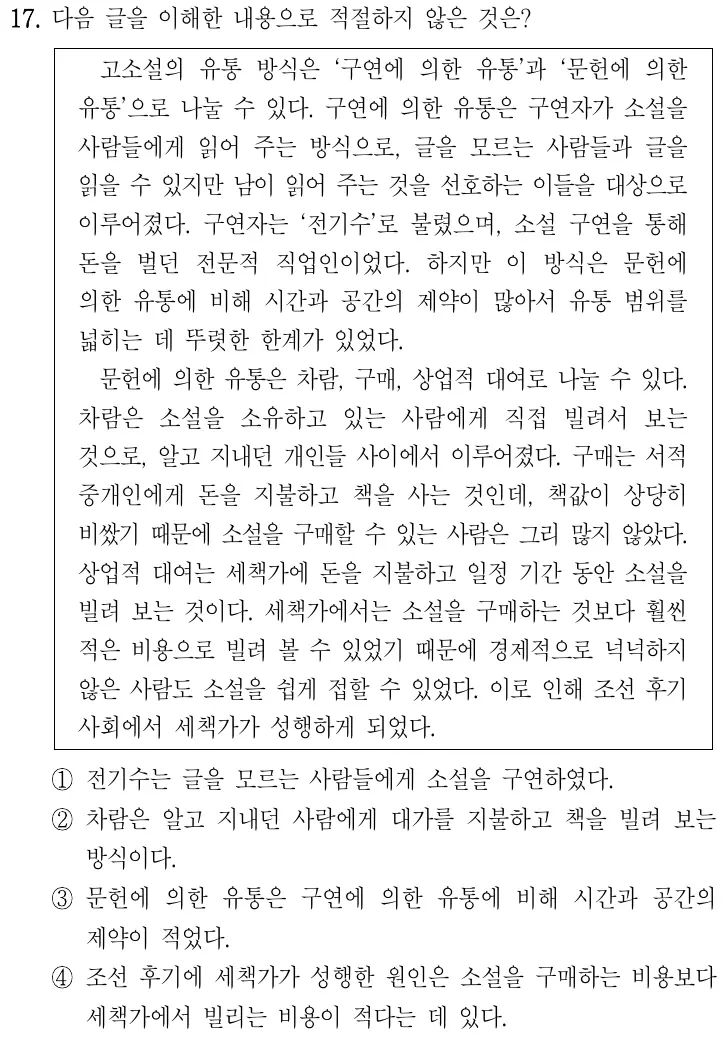 17. 다음 글을 이해한 내용으로 적절하지 않은 것은?
고소설의 유통 방식은 ‘구연에 의한 유통’과 ‘문헌에 의한
유통’으로 나눌 수 있다. 구연에 의한 유통은 구연자가 소설을
사람들에게 읽어 주는 방식으로, 글을 모르는 사람들과 글을
읽을 수 있지만 남이 읽어 주는 것을 선호하는 이들을 대상으로
이루어졌다. 구연자는 ‘전기수’로 불렸으며, 소설 구연을 통해
돈을 벌던 전문적 직업인이었다. 하지만 이 방식은 문헌에
의한 유통에 비해 시간과 공간의 제약이 많아서 유통 범위를
넓히는 데 뚜렷한 한계가 있었다.
문헌에 의한 유통은 차람, 구매, 상업적 대여로 나눌 수 있다.
차람은 소설을 소유하고 있는 사람에게 직접 빌려서 보는
것으로, 알고 지내던 개인들 사이에서 이루어졌다. 구매는 서적
중개인에게 돈을 지불하고 책을 사는 것인데, 책값이 상당히
비쌌기 때문에 소설을 구매할 수 있는 사람은 그리 많지 않았다.
상업적 대여는 세책가에 돈을 지불하고 일정 기간 동안 소설을
빌려 보는 것이다. 세책가에서는 소설을 구매하는 것보다 훨씬
적은 비용으로 빌려 볼 수 있었기 때문에 경제적으로 넉넉하지
않은 사람도 소설을 쉽게 접할 수 있었다. 이로 인해 조선 후기
사회에서 세책가가 성행하게 되었다.
① 전기수는 글을 모르는 사람들에게 소설을 구연하였다.
② 차람은 알고 지내던 사람에게 대가를 지불하고 책을 빌려 보는
방식이다.
③ 문헌에 의한 유통은 구연에 의한 유통에 비해 시간과 공간의
제약이 적었다.
④ 조선 후기에 세책가가 성행한 원인은 소설을 구매하는 비용보다
세책가에서 빌리는 비용이 적다는 데 있다.